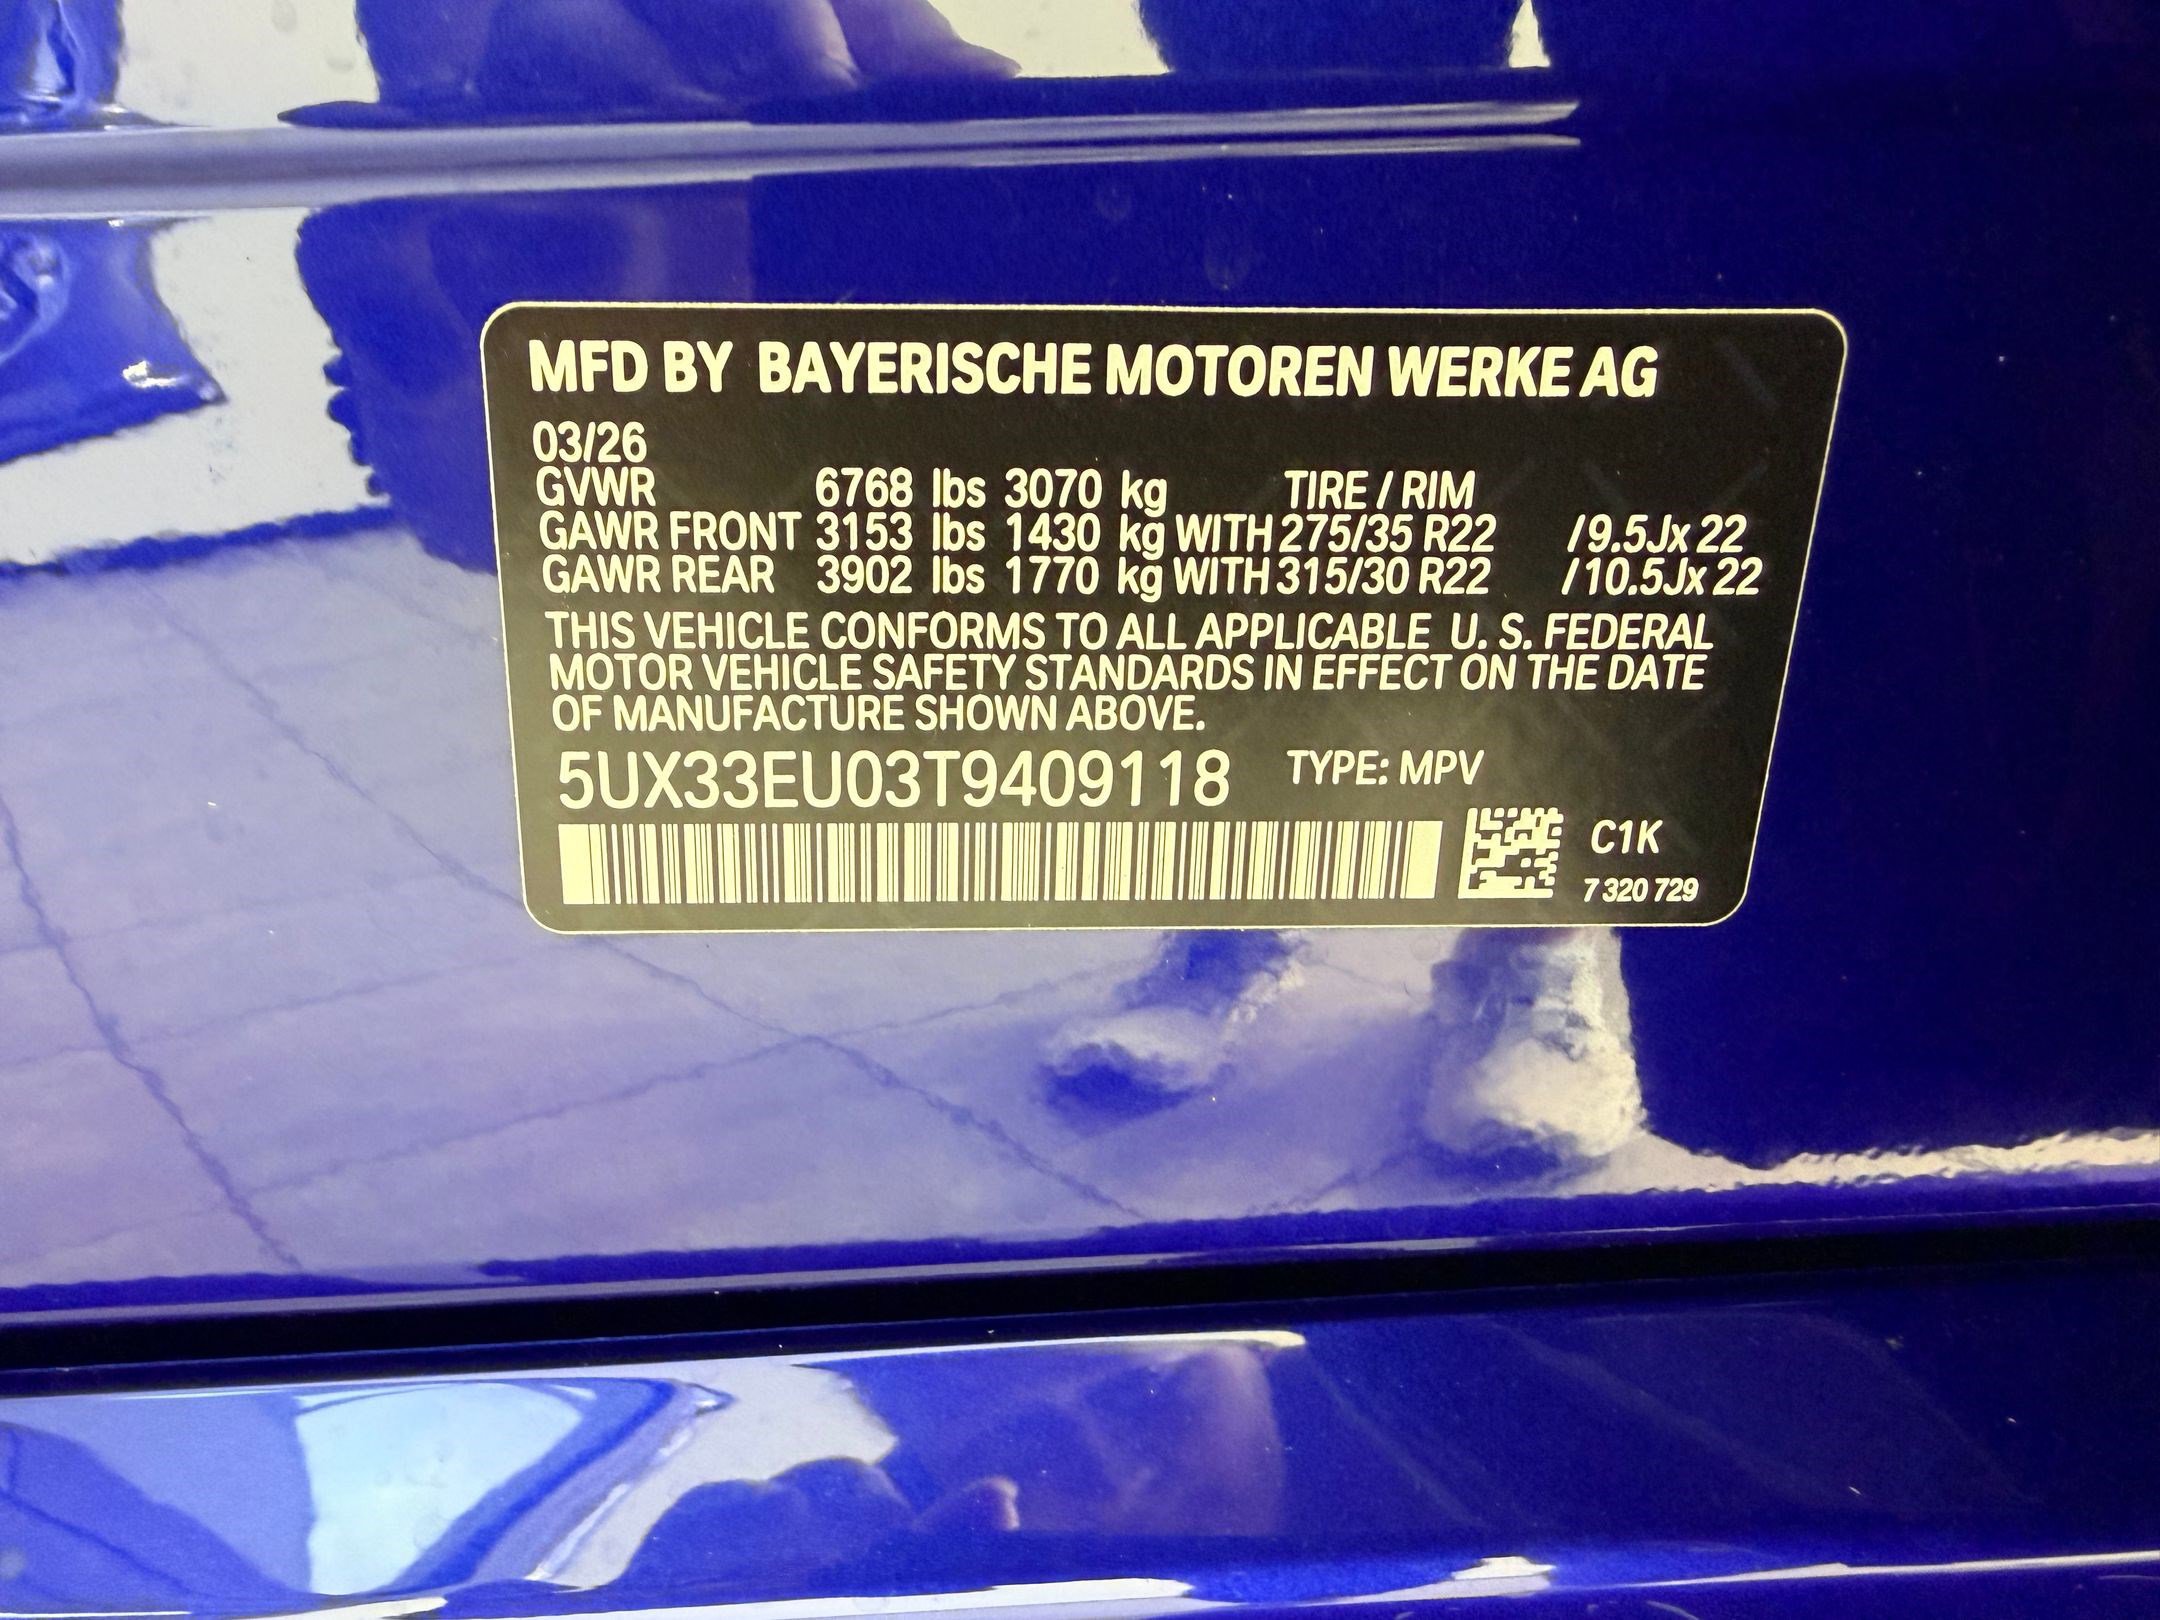 MFD BY BAYERISCHE MOTOREN WERKE AG
03/26
GVWR 6768 lbs 3070 kg TIRE / RIM
GAWR FRONT 3153 lbs 1430 kg WITH 275/35 R22 /9.5Jx 22
GAWR REAR 3902 lbs 1770 kg WITH 315/30 R22 /10.5Jx 22
THIS VEHICLE CONFORMS TO ALL APPLICABLE U. S. FEDERAL
MOTOR VEHICLE SAFETY STANDARDS IN EFFECT ON THE DATE
OF MANUFACTURE SHOWN ABOVE.
5UX33EU03T9409118 TYPE: MPV
C1K
7 320 729